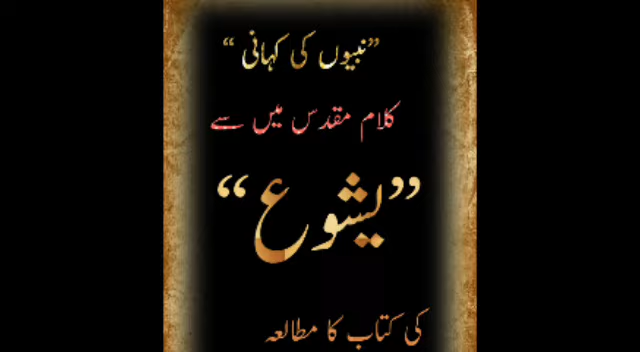 ”نبیوں کی کہانی“
کلام مقدس میں سے
”یشوع“
کی کتاب کا مطالعہ